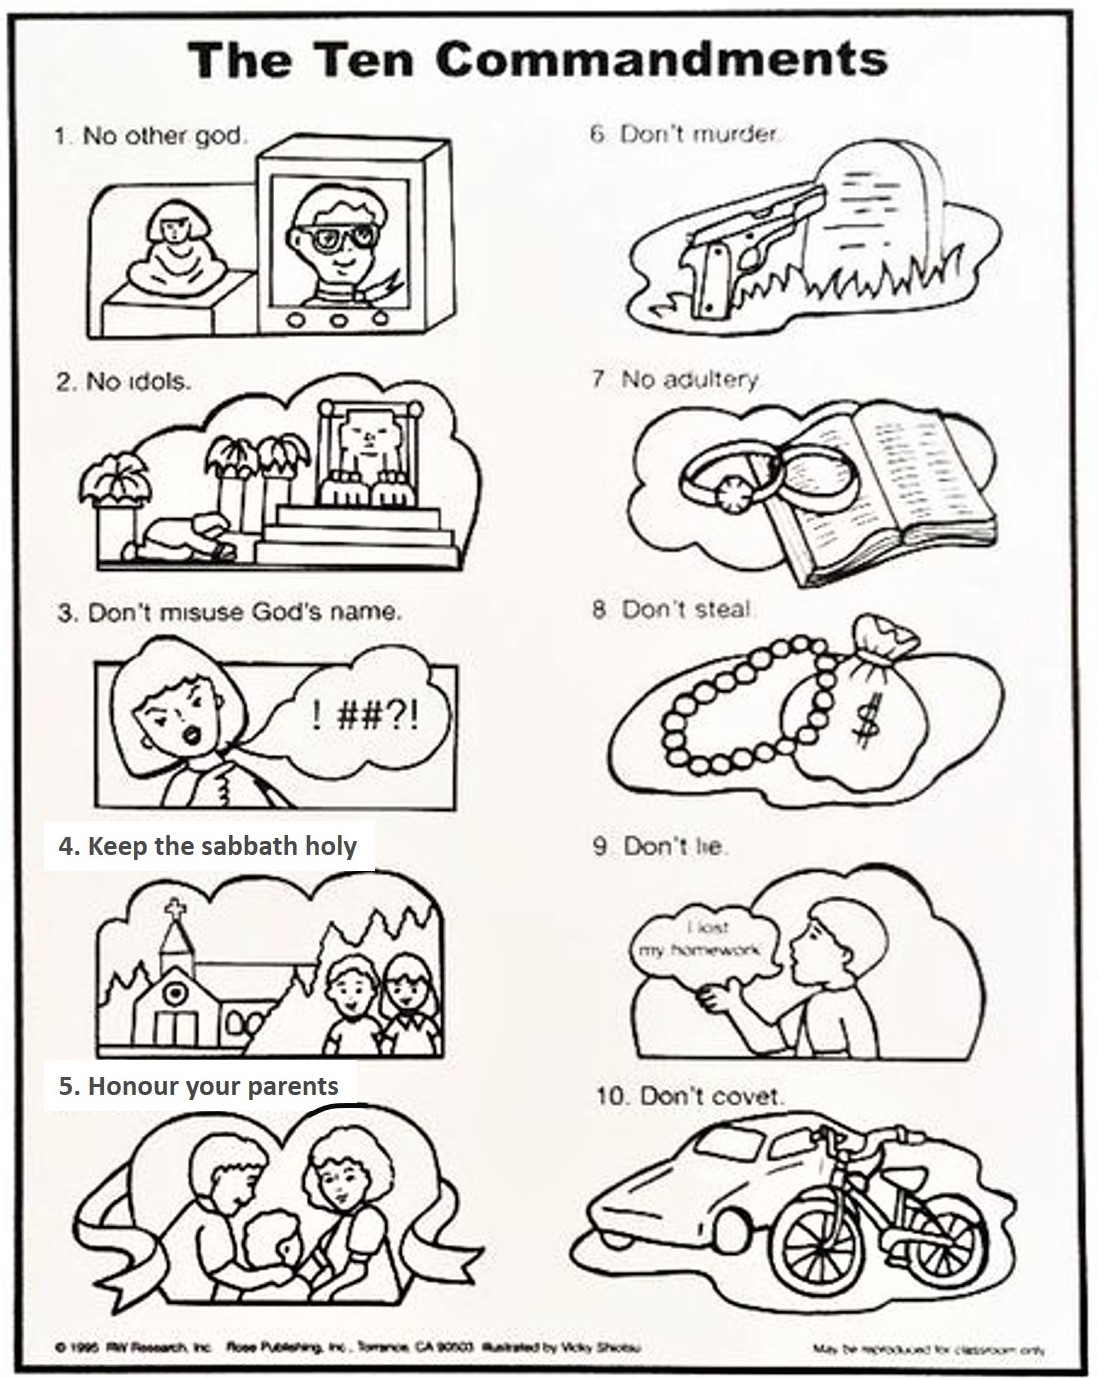 The Ten Commandments
1. No other god.
2. No idols.
3. Don't misuse God's name.
! ##?!
4. Keep the sabbath holy
5. Honour your parents
6 Don't murder.
7 No adultery
8 Don't steal.
$
9 Don't lie.
I lost
my homework
10. Don't covet.
© 1995 RW Research, Inc. Rose Publishing, Inc., Torrance, CA 90503 Illustrated by Vicky Shiotsu
May be reproduced for classroom only